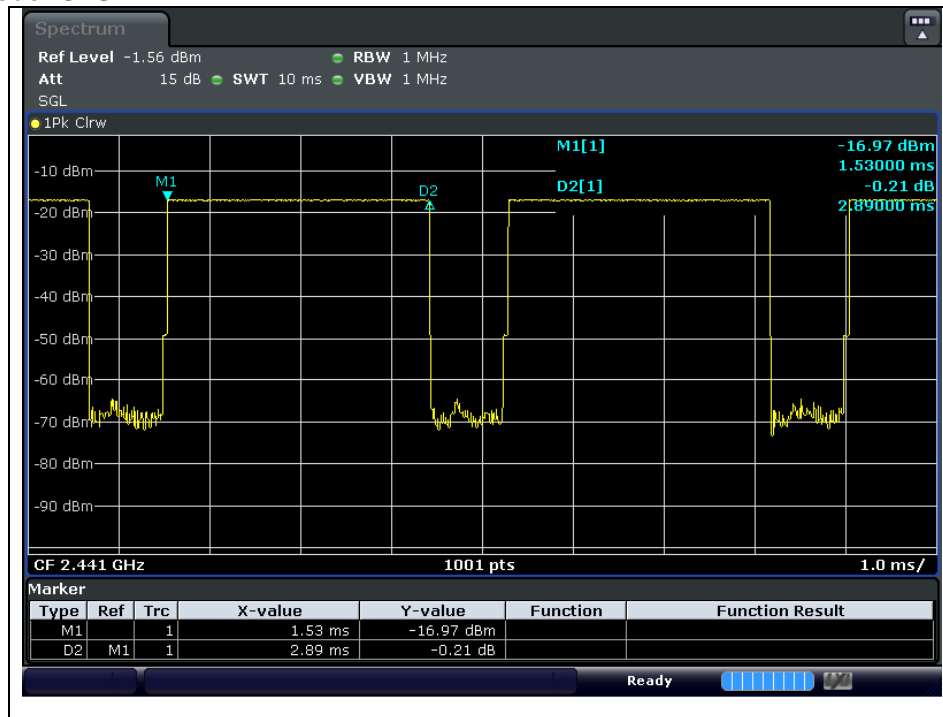 Spectrum
Ref Level -1.56 dBm RBW 1 MHz
Att 15 dB SWT 10 ms VBW 1 MHz
SGL
1Pk Clrw
M1[1] -16.97 dBm
1.53000 ms
D2[1] -0.21 dB
2.89000 ms
M1
D2
-10 dBm
-20 dBm
-30 dBm
-40 dBm
-50 dBm
-60 dBm
-70 dBm
-80 dBm
-90 dBm
CF 2.441 GHz 1001 pts 1.0 ms/
Marker
Type Ref Trc X-value Y-value Function Function Result
M1 1 1.53 ms -16.97 dBm
D2 M1 1 2.89 ms -0.21 dB
Ready